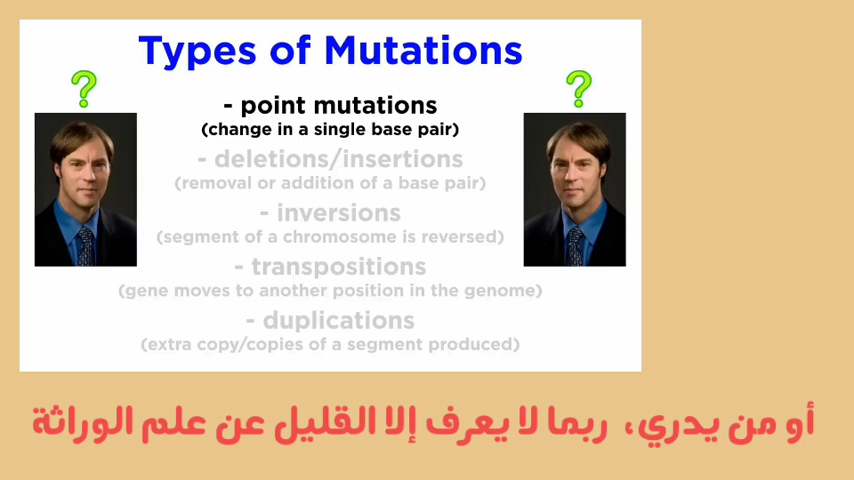 Types of Mutations
? ?
- point mutations
(change in a single base pair)
- deletions/insertions
(removal or addition of a base pair)
- inversions
(segment of a chromosome is reversed)
- transpositions
(gene moves to another position in the genome)
- duplications
(extra copy/copies of a segment produced)
أو من يدري، ربما لا يعرف إلا القليل عن علم الوراثة